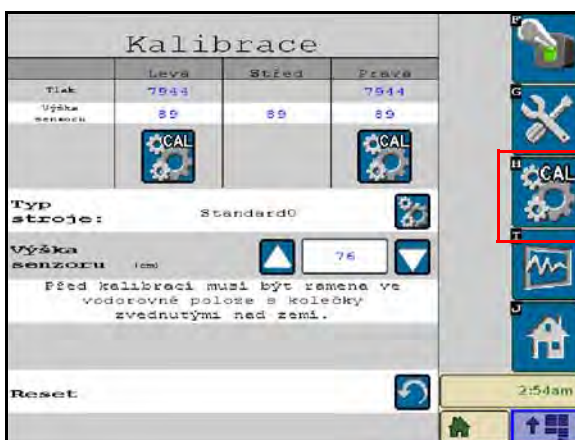 Kalibrace
Levá Střed Pravá
Tlak 7944 7944
Výška senzoru 89 89 89
CAL CAL
Typ stroje: Standard0
Výška senzoru (cm) 76
Před kalibrací musí být ramena ve
vodorovné poloze s kolečky
zvednutými nad zemí.
Reset
F
G
H
CAL
I
J
2:54am